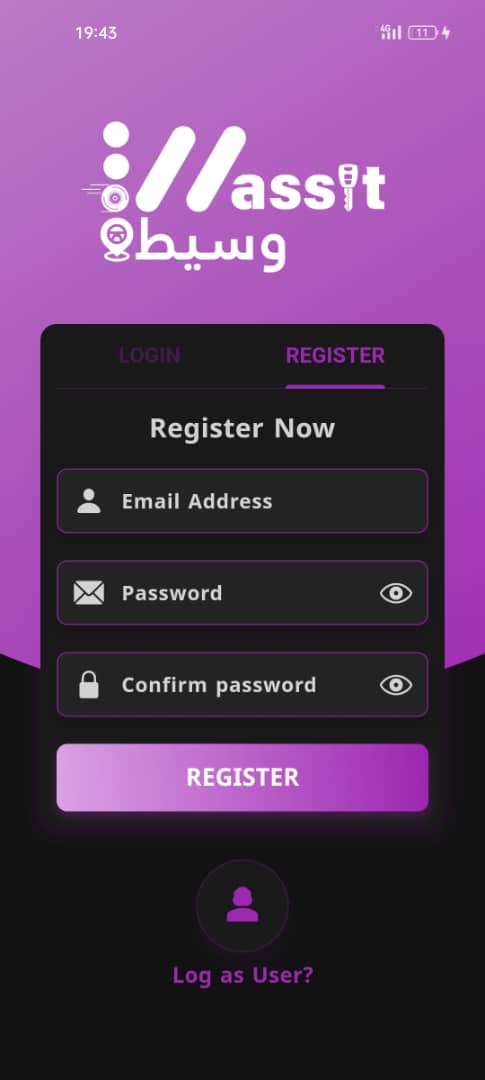 19:43
4G
11
Wassit
وسيط
LOGIN
REGISTER
Register Now
Email Address
Password
Confirm password
REGISTER
Log as User?